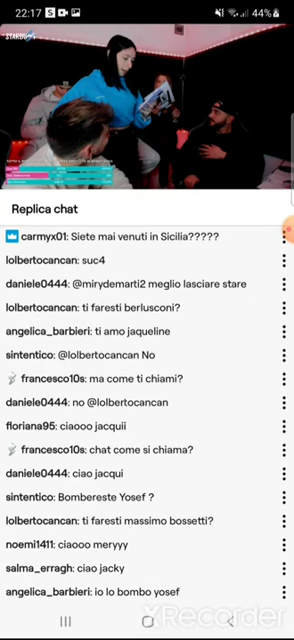 22:17 S 44%
STARDUST
Replica chat
carmyx01: Siete mai venuti in Sicilia?????
lolbertocancan: suc4
daniele0444: @mirydemarti2 meglio lasciare stare
lolbertocancan: ti faresti berlusconi?
angelica_barbieri: ti amo jaqueline
sintentico: @lolbertocancan No
francesco10s: ma come ti chiami?
daniele0444: no @lolbertocancan
floriana95: ciaooo jacquii
francesco10s: chat come si chiama?
daniele0444: ciao jacqui
sintentico: Bombereste Yosef ?
lolbertocancan: ti faresti massimo bossetti?
noemi1411: ciaooo meryyy
salma_erragh: ciao jacky
angelica_barbieri: io lo bombo yosef
XRecorder